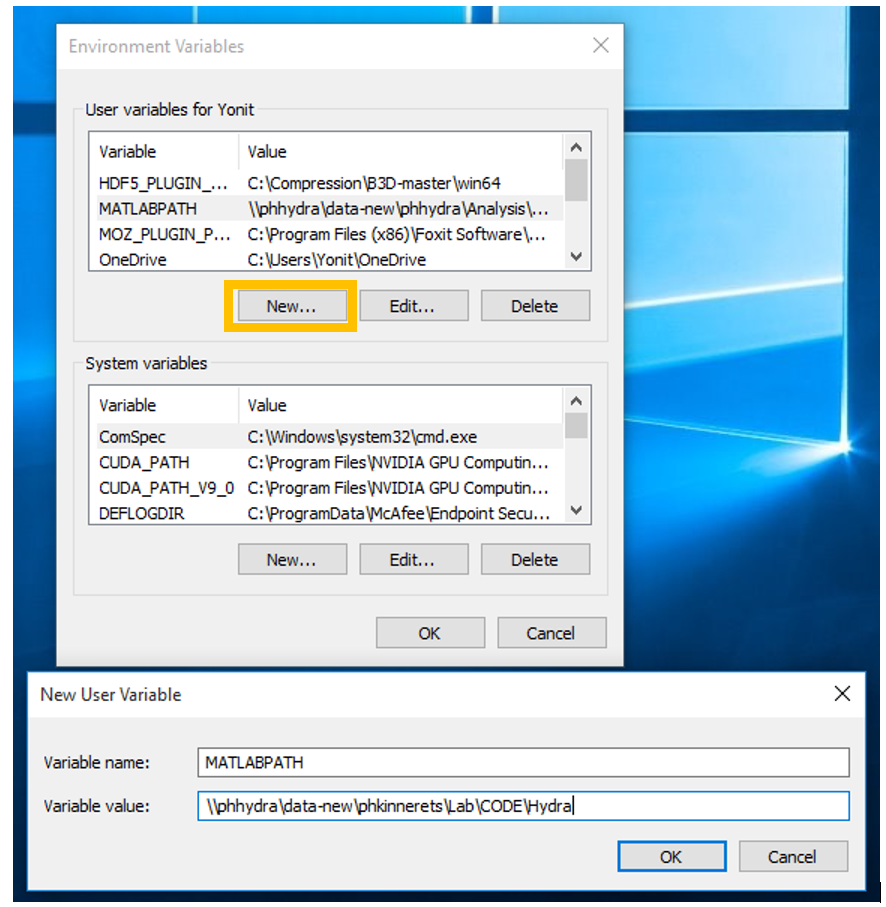 Environment Variables
User variables for Yonit
Variable Value
HDF5_PLUGIN_... C:\Compression\B3D-master\win64
MATLABPATH \\phhydra\data-new\phhydra\Analysis\...
MOZ_PLUGIN_P... C:\Program Files (x86)\Foxit Software\...
OneDrive C:\Users\Yonit\OneDrive
New... Edit... Delete
System variables
Variable Value
ComSpec C:\Windows\system32\cmd.exe
CUDA_PATH C:\Program Files\NVIDIA GPU Computin...
CUDA_PATH_V9_0 C:\Program Files\NVIDIA GPU Computin...
DEFLOGDIR C:\ProgramData\McAfee\Endpoint Secu...
New... Edit... Delete
OK Cancel
New User Variable
Variable name: MATLABPATH
Variable value: \\phhydra\data-new\phkinnerets\Lab\CODE\Hydra
OK Cancel